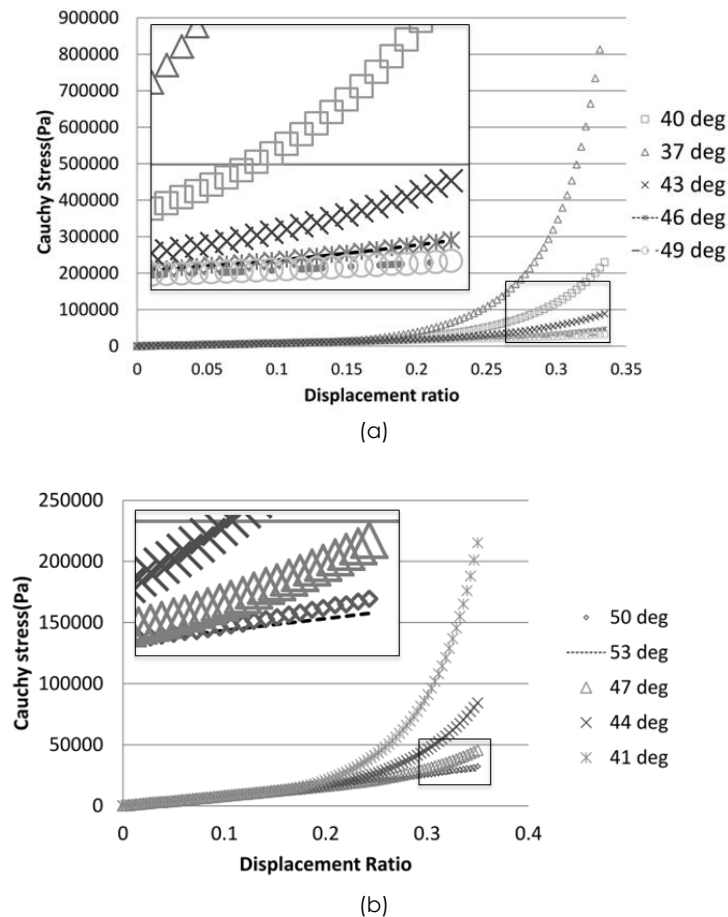 900000
800000
700000
600000
500000
400000
300000
200000
100000
0
Cauchy Stress(Pa)
0 0.05 0.1 0.15 0.2 0.25 0.3 0.35
Displacement ratio
40 deg
37 deg
43 deg
46 deg
49 deg
(a)
250000
200000
150000
100000
50000
0
Cauchy stress(Pa)
0 0.1 0.2 0.3 0.4
Displacement Ratio
50 deg
53 deg
47 deg
44 deg
41 deg
(b)